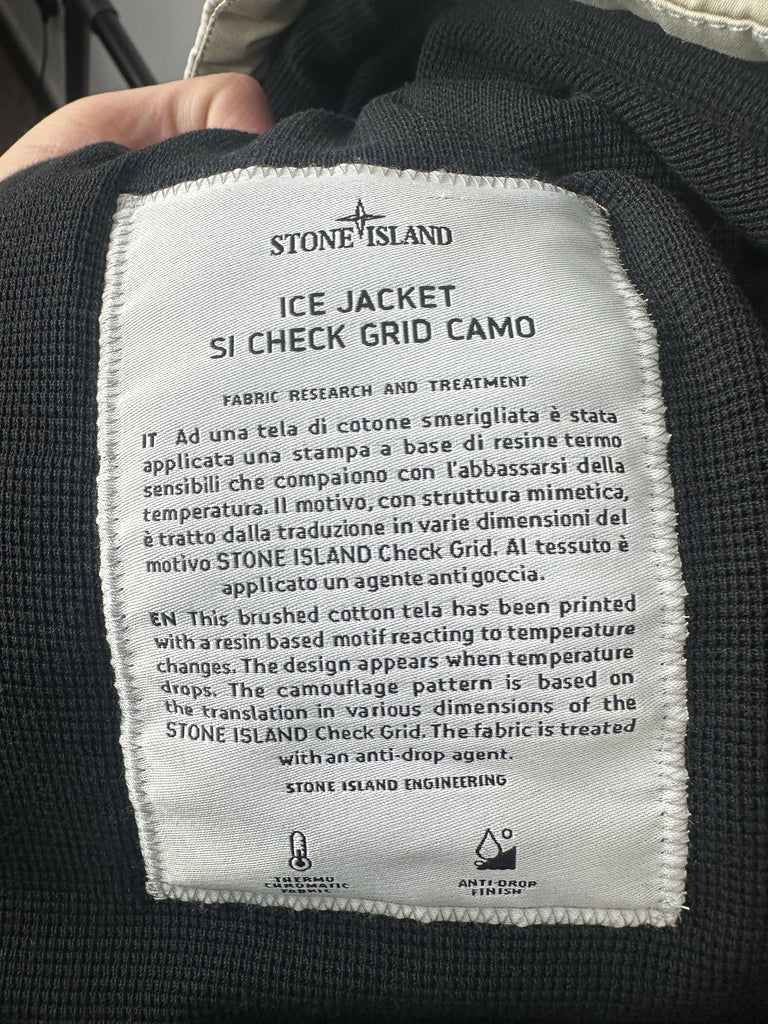 STONE ISLAND
ICE JACKET
SI CHECK GRID CAMO
FABRIC RESEARCH AND TREATMENT
IT Ad una tela di cotone smerigliata è stata
applicata una stampa a base di resine termo
sensibili che compaiono con l'abbassarsi della
temperatura. Il motivo, con struttura mimetica,
è tratto dalla traduzione in varie dimensioni del
motivo STONE ISLAND Check Grid. Al tessuto è
applicato un agente antigoccia.
EN This brushed cotton tela has been printed
with a resin based motif reacting to temperature
changes. The design appears when temperature
drops. The camouflage pattern is based on
the translation in various dimensions of the
STONE ISLAND Check Grid. The fabric is treated
with an anti-drop agent.
STONE ISLAND ENGINEERING
THERMO
CHROMATIC
FABRIC
ANTI-DROP
FINISH